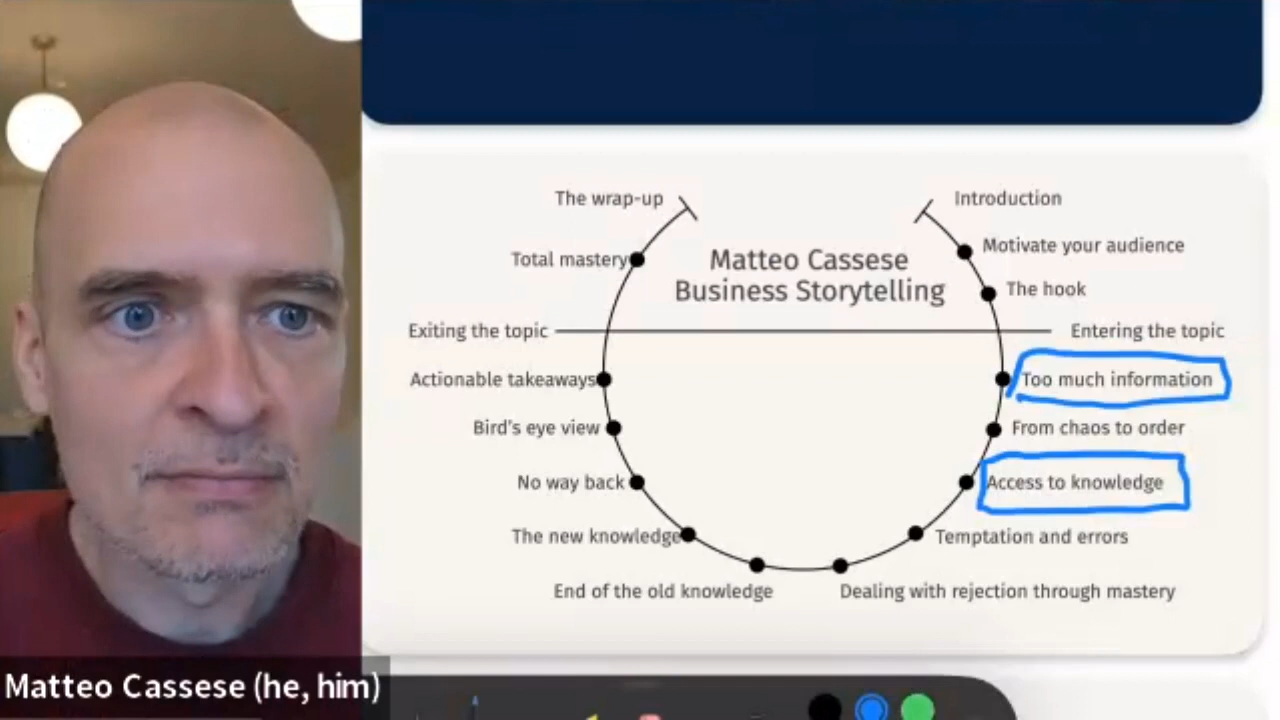 The wrap-up
Introduction
Total mastery
Matteo Cassese
Business Storytelling
Motivate your audience
The hook
Exiting the topic
Entering the topic
Actionable takeaways
Too much information
Bird's eye view
From chaos to order
No way back
Access to knowledge
The new knowledge
Temptation and errors
End of the old knowledge
Dealing with rejection through mastery
Matteo Cassese (he, him)